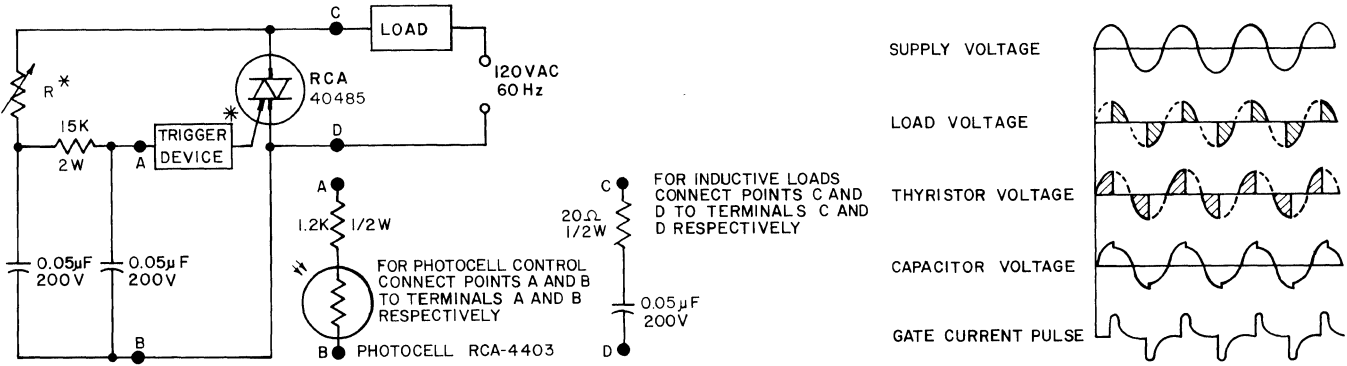 C
LOAD
120VAC
60Hz
RCA
40485
*
R*
15K
2W
A
TRIGGER
DEVICE
D
0.05µF
200V
0.05µF
200V
B
A
1.2K
1/2W
FOR PHOTOCELL CONTROL
CONNECT POINTS A AND B
TO TERMINALS A AND B
RESPECTIVELY
B
PHOTOCELL RCA-4403
C
20Ω
1/2W
FOR INDUCTIVE LOADS
CONNECT POINTS C AND
D TO TERMINALS C AND
D RESPECTIVELY
0.05µF
200V
D
SUPPLY VOLTAGE
LOAD VOLTAGE
THYRISTOR VOLTAGE
CAPACITOR VOLTAGE
GATE CURRENT PULSE